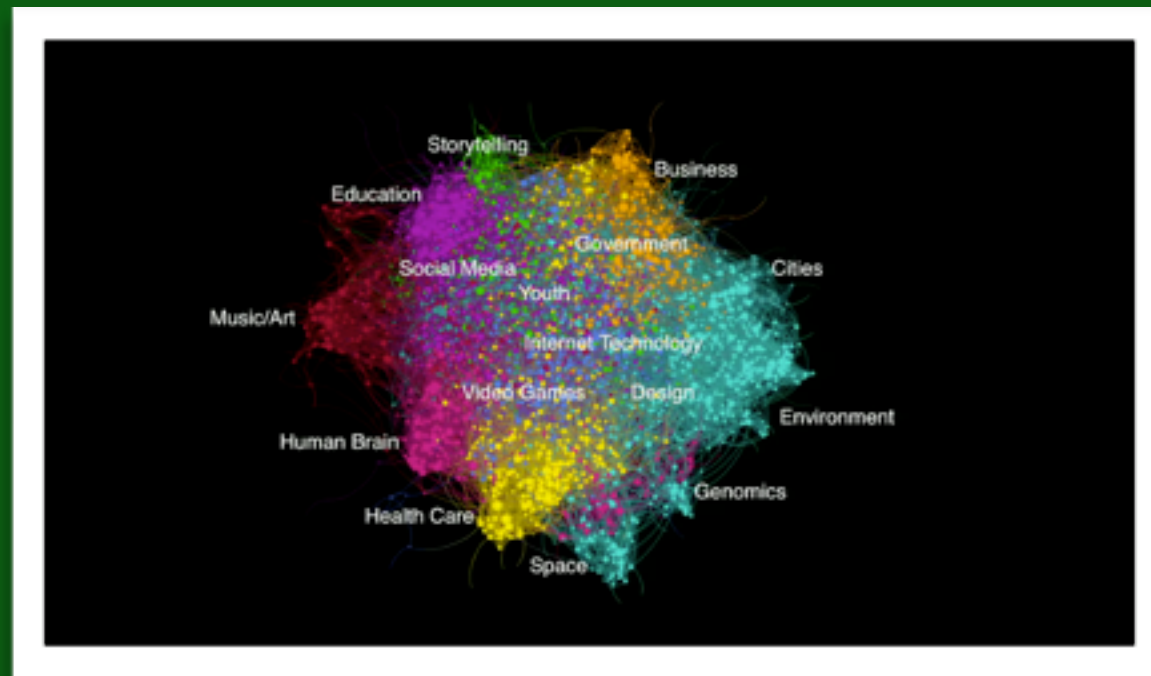 Storytelling
Business
Education
Government
Social Media
Cities
Youth
Music/Art
Internet Technology
Video Games
Design
Environment
Human Brain
Genomics
Health Care
Space